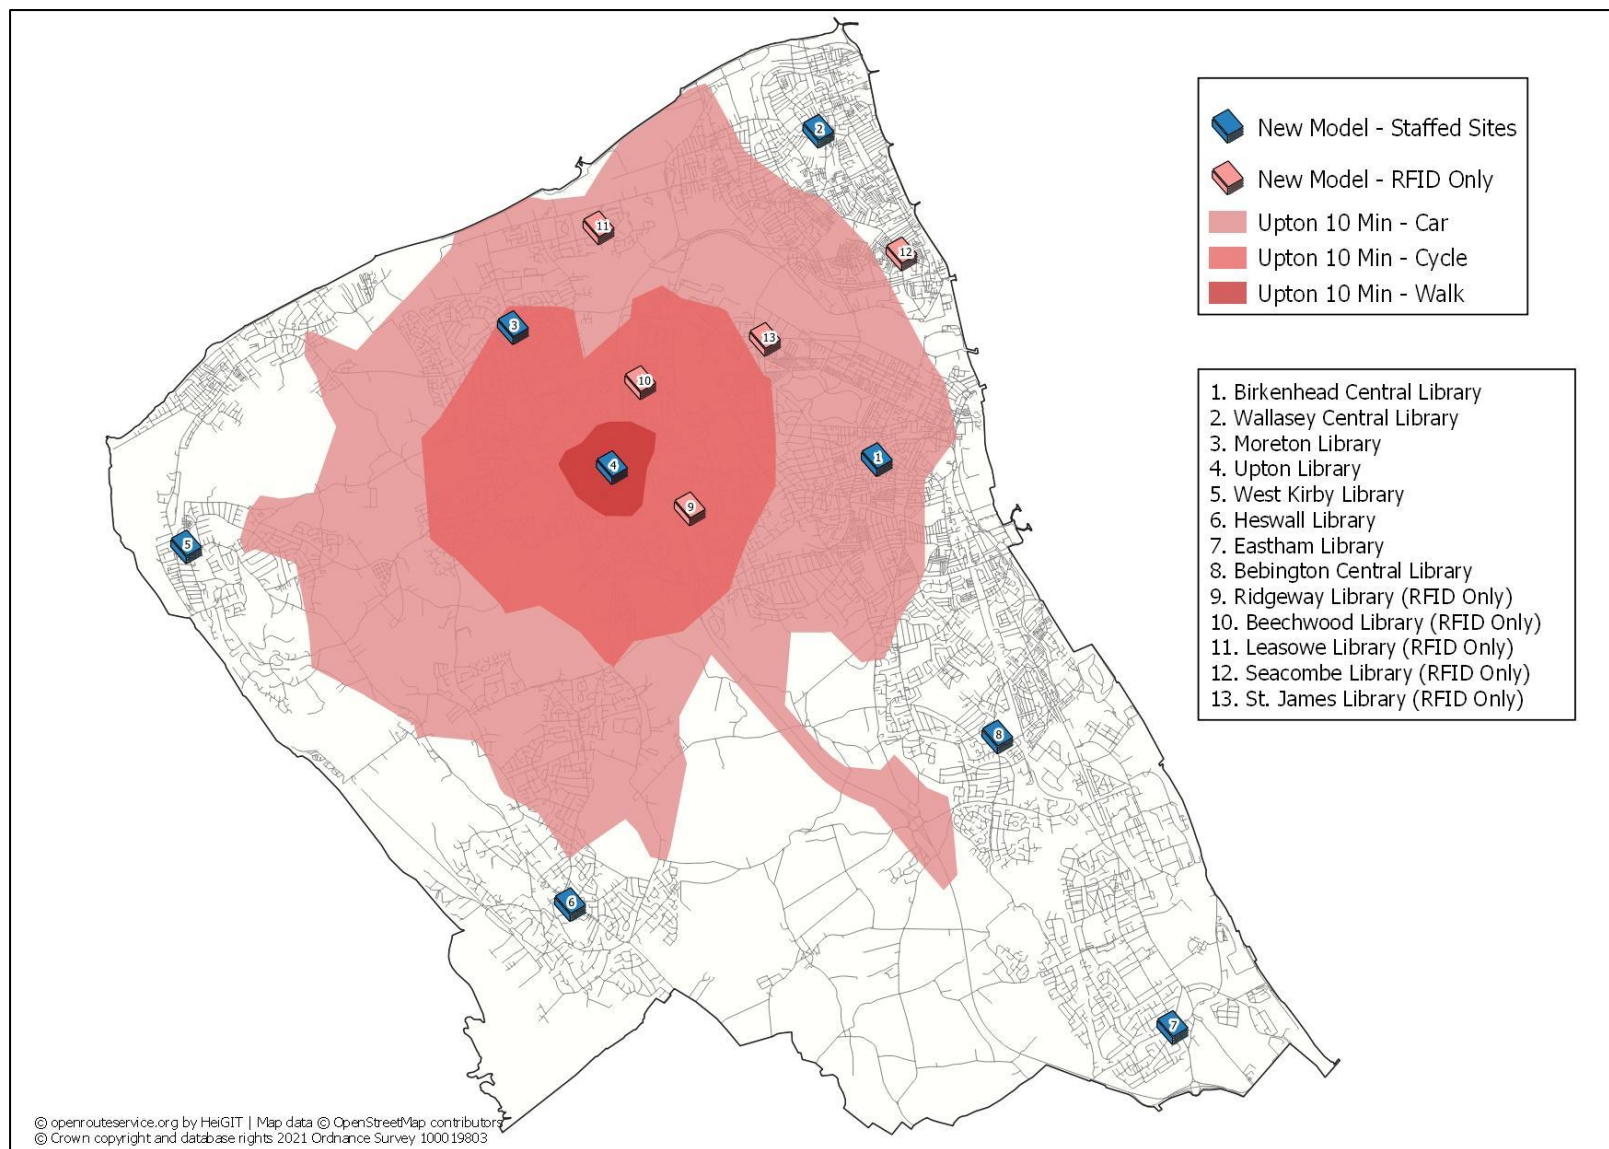 New Model - Staffed Sites
New Model - RFID Only
Upton 10 Min - Car
Upton 10 Min - Cycle
Upton 10 Min - Walk
1. Birkenhead Central Library
2. Wallasey Central Library
3. Moreton Library
4. Upton Library
5. West Kirby Library
6. Heswall Library
7. Eastham Library
8. Bebington Central Library
9. Ridgeway Library (RFID Only)
10. Beechwood Library (RFID Only)
11. Leasowe Library (RFID Only)
12. Seacombe Library (RFID Only)
13. St. James Library (RFID Only)
2
11
12
3
13
10
1
4
9
5
8
6
7
© openrouteservice.org by HeiGIT | Map data © OpenStreetMap contributors
© Crown copyright and database rights 2021 Ordnance Survey 100019803